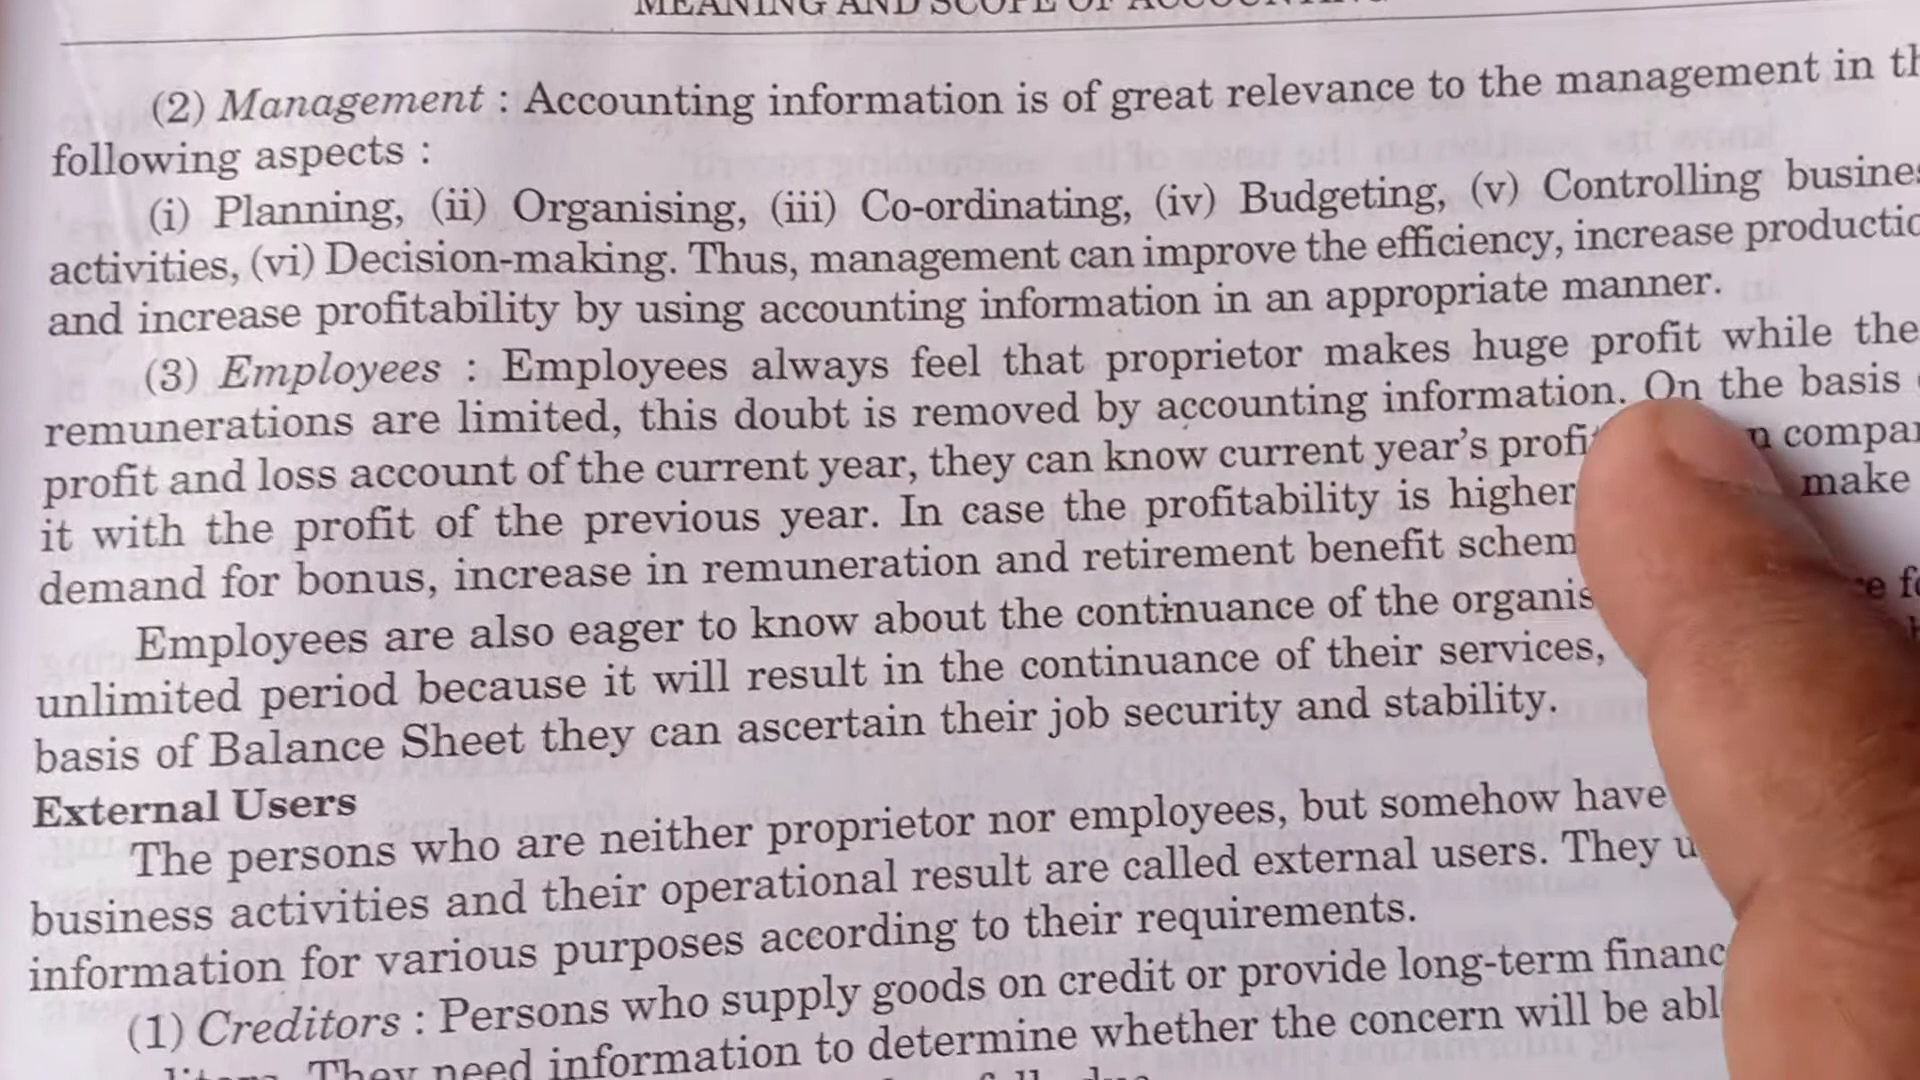 MEANING AND SCOPE OF ACCOUNTING
(2) Management : Accounting information is of great relevance to the management in
following aspects :
(i) Planning, (ii) Organising, (iii) Co-ordinating, (iv) Budgeting, (v) Controlling
activities, (vi) Decision-making. Thus, management can improve the efficiency, increase
and increase profitability by using accounting information in an appropriate manner.
(3) Employees : Employees always feel that proprietor makes huge profit while
remunerations are limited, this doubt is removed by accounting information. On the basis
profit and loss account of the current year, they can know current year's
it with the profit of the previous year. In case the profitability is higher make
demand for bonus, increase in remuneration and retirement benefit
Employees are also eager to know about the continuance of the
unlimited period because it will result in the continuance of their services,
basis of Balance Sheet they can ascertain their job security and stability.
External Users
The persons who are neither proprietor nor employees, but somehow have
business activities and their operational result are called external users. They
information for various purposes according to their requirements.
(1) Creditors : Persons who supply goods on credit or provide long-term
They need information to determine whether the concern will be